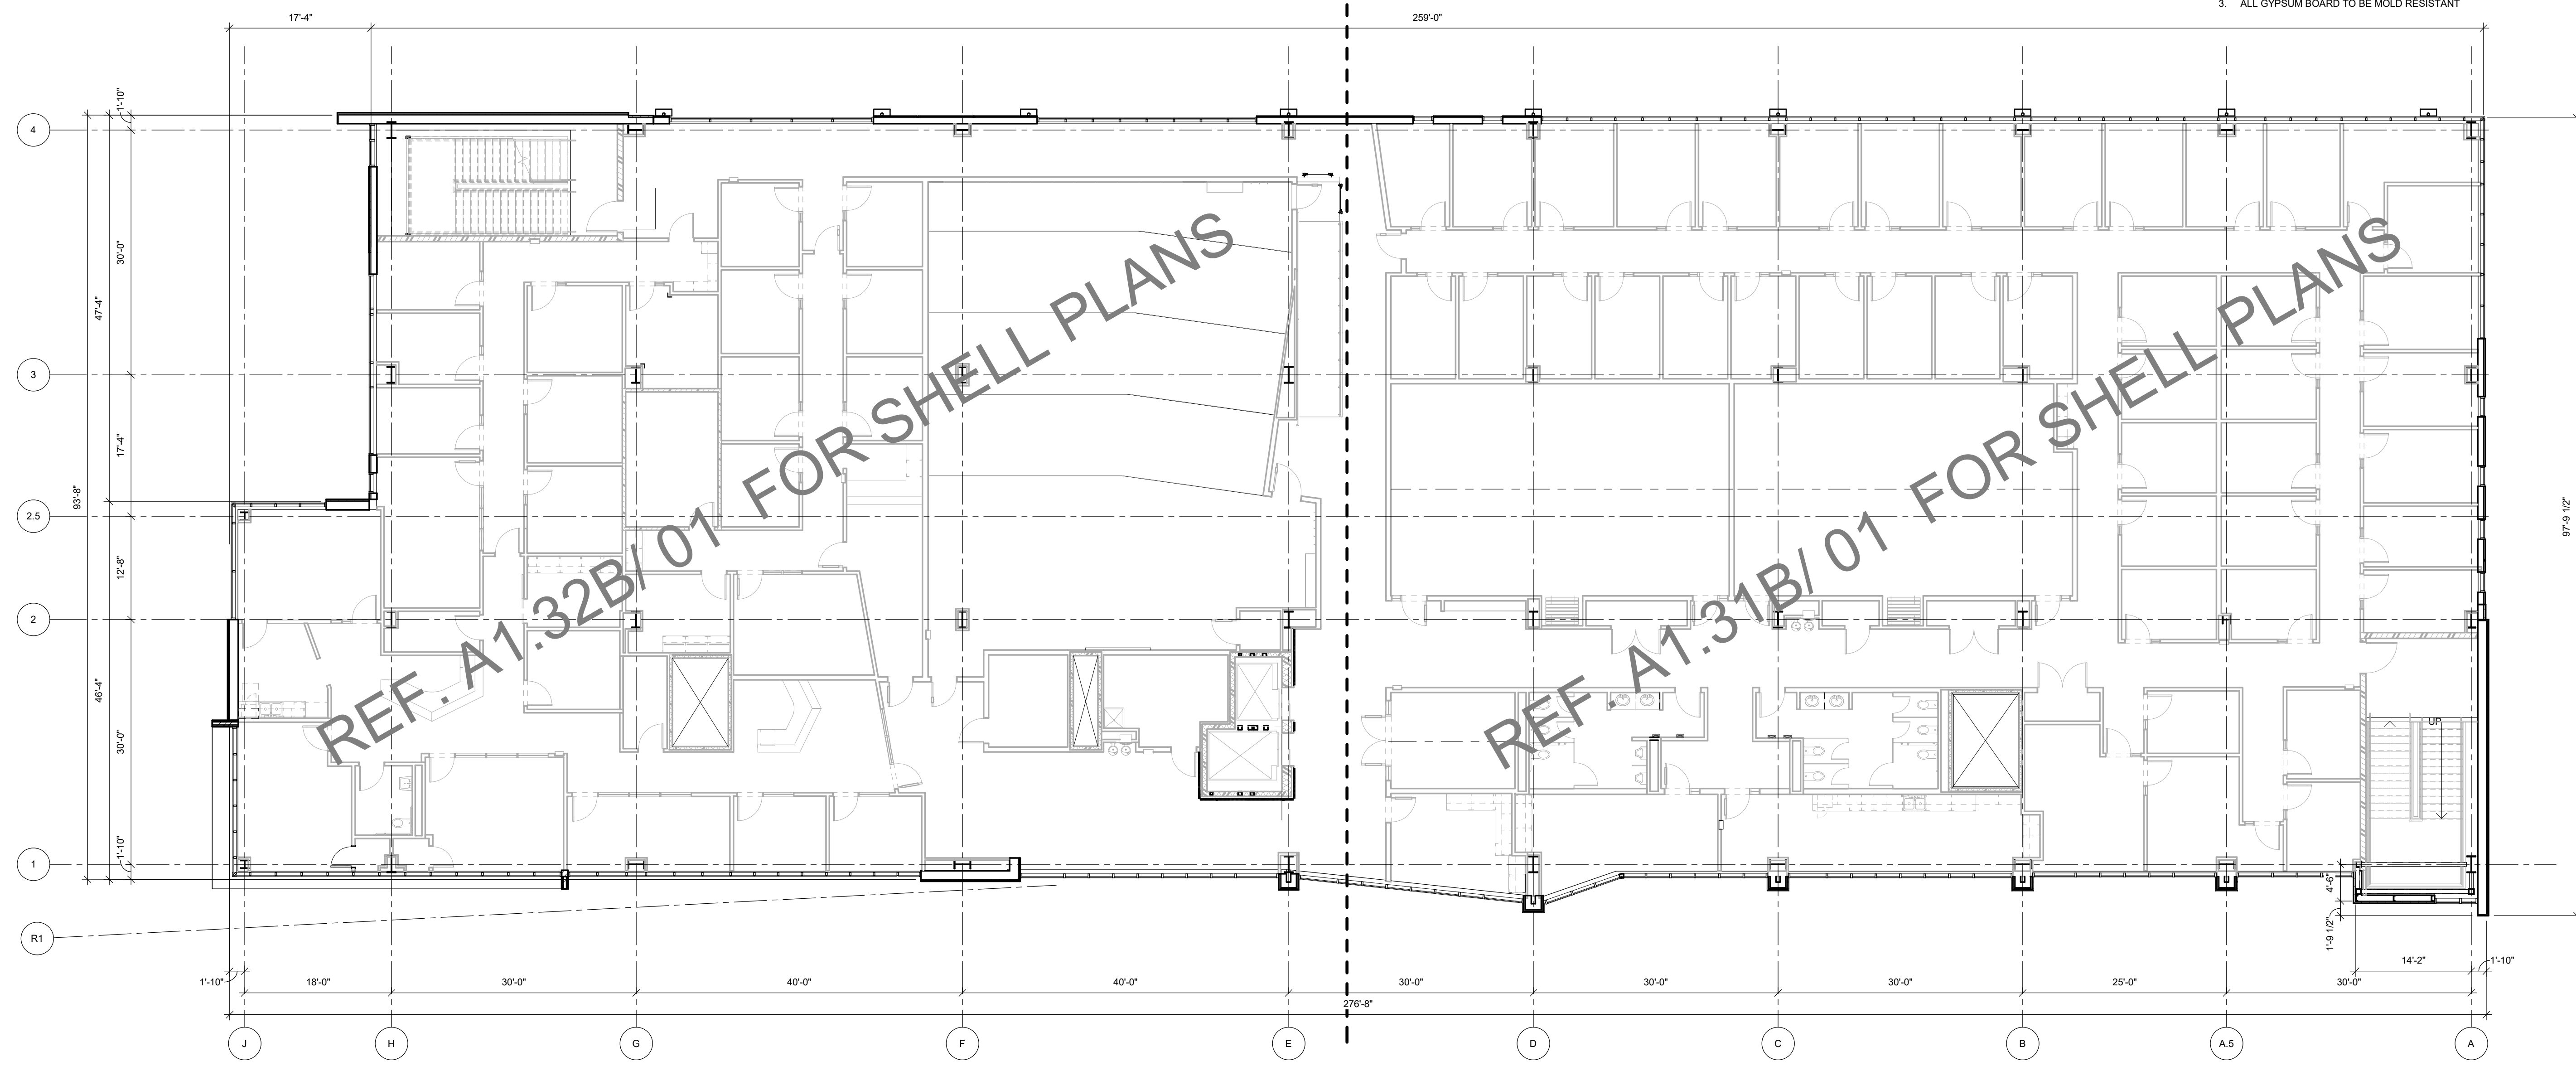 3. ALL GYPSUM BOARD TO BE MOLD RESISTANT
17'-4"
259'-0"
1'-10"
4
30'-0"
47'-4"
3
17'-4"
93'-8"
2.5
12'-8"
2
46'-4"
30'-0"
1'-10"
1
R1
REF. A1.32B/ 01 FOR SHELL PLANS
REF. A1.31B/ 01 FOR SHELL PLANS
97'-9 1/2"
UP
4'-6"
1'-9 1/2"
14'-2"
1'-10"
1'-10"
18'-0"
30'-0"
40'-0"
40'-0"
30'-0"
30'-0"
30'-0"
25'-0"
30'-0"
276'-8"
J
H
G
F
E
D
C
B
A.5
A